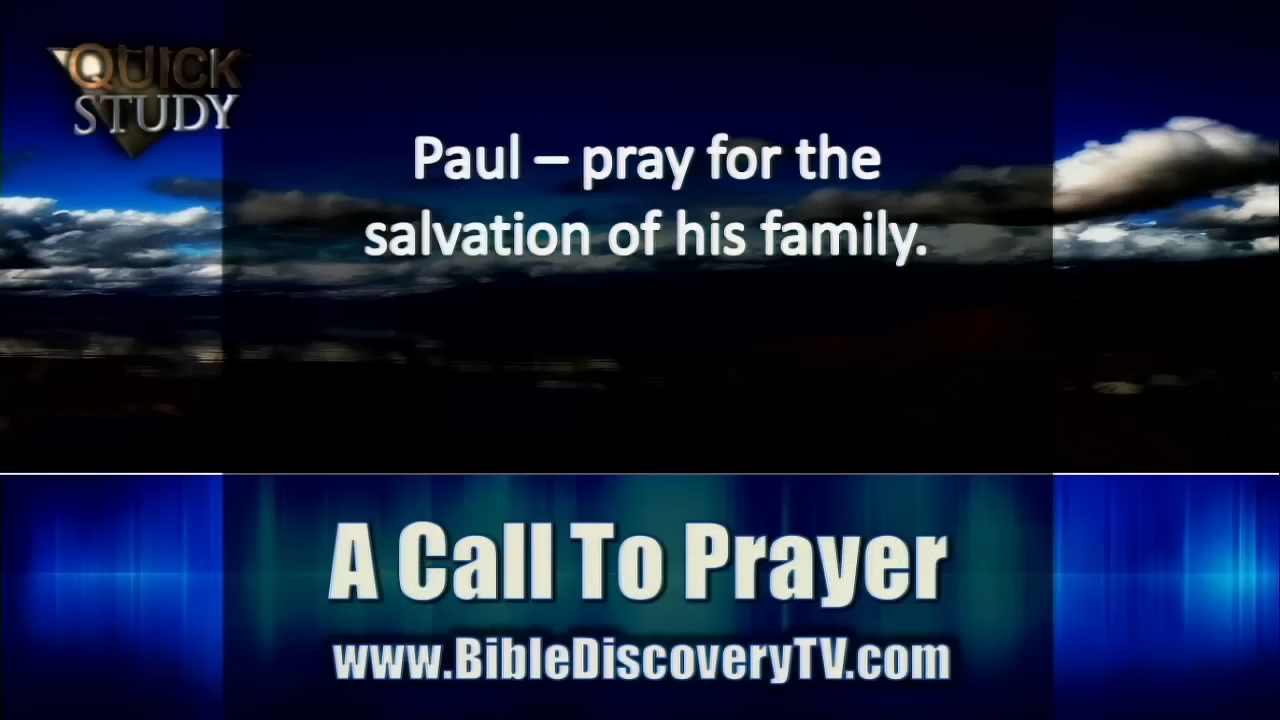 QUICK
STUDY
Paul – pray for the
salvation of his family.
A Call To Prayer
www.BibleDiscoveryTV.com